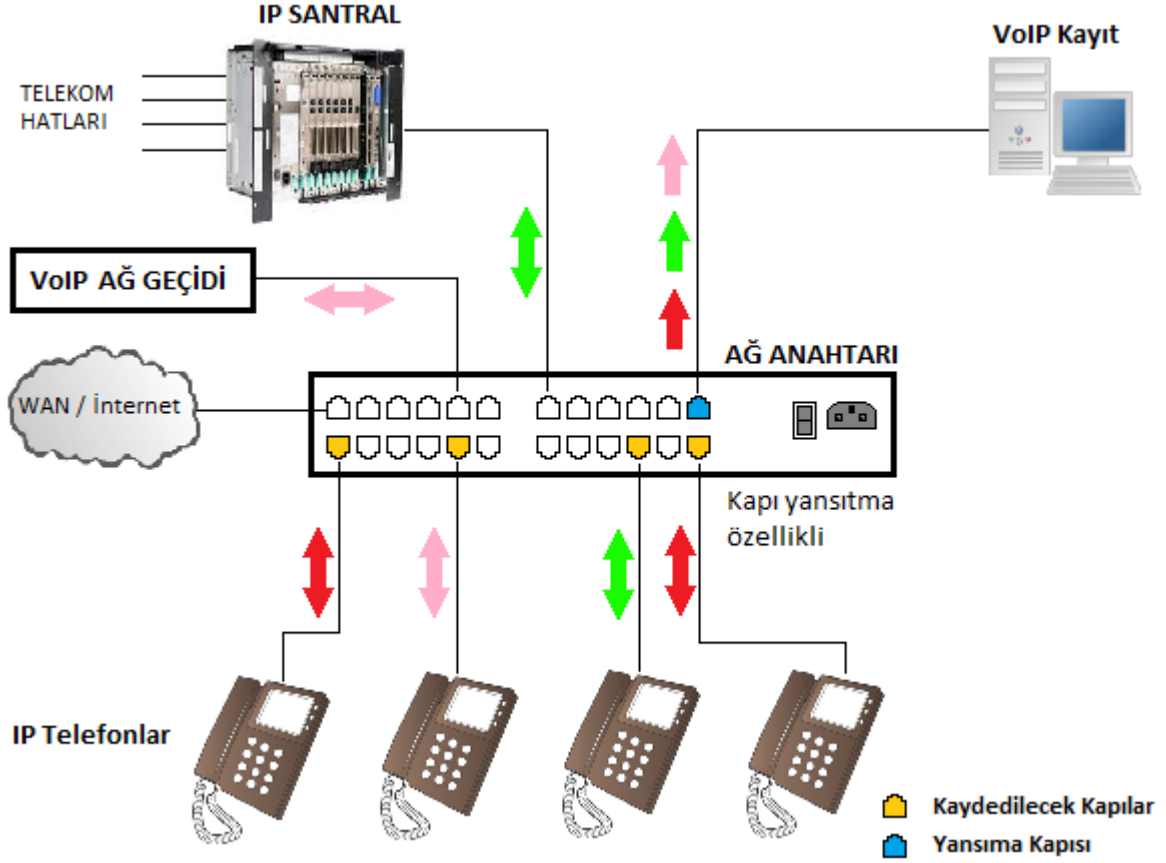 IP SANTRAL
VoIP Kayıt
TELEKOM
HATLARI
VoIP AĞ GEÇİDİ
AĞ ANAHTARI
WAN / İnternet
Kapı yansıtma
özellikli
IP Telefonlar
Kaydedilecek Kapılar
Yansıma Kapısı